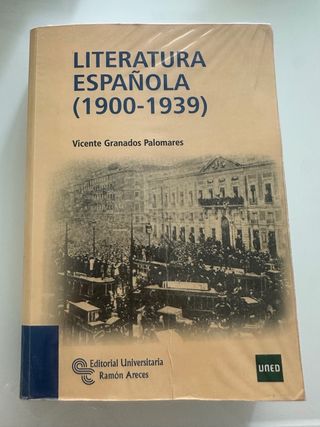 LITERATURA
ESPAÑOLA
(1900-1939)
Vicente Granados Palomares
Editorial Universitaria
Ramón Areces
UNED